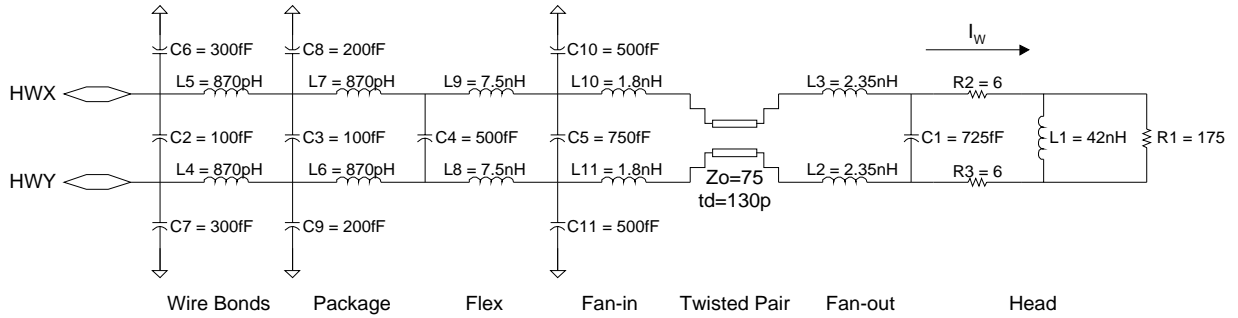 C6 = 300fF
C8 = 200fF
C10 = 500fF
I_W
L5 = 870pH
L7 = 870pH
L9 = 7.5nH
L10 = 1.8nH
L3 = 2.35nH
R2 = 6
HWX
C2 = 100fF
C3 = 100fF
C4 = 500fF
C5 = 750fF
C1 = 725fF
L1 = 42nH
R1 = 175
HWY
L4 = 870pH
L6 = 870pH
L8 = 7.5nH
L11 = 1.8nH
Zo=75
td=130p
L2 = 2.35nH
R3 = 6
C7 = 300fF
C9 = 200fF
C11 = 500fF
Wire Bonds
Package
Flex
Fan-in
Twisted Pair
Fan-out
Head